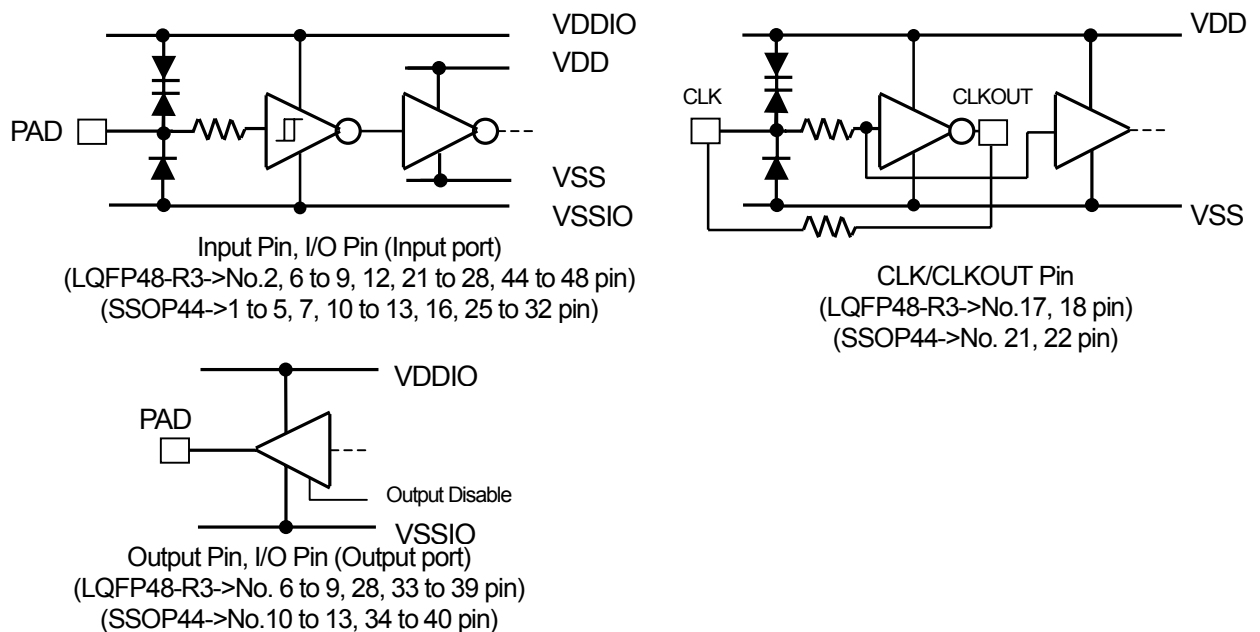 VDDIO
VDD
PAD
VSS
VSSIO
Input Pin, I/O Pin (Input port)
(LQFP48-R3->No.2, 6 to 9, 12, 21 to 28, 44 to 48 pin)
(SSOP44->1 to 5, 7, 10 to 13, 16, 25 to 32 pin)
VDD
CLK
CLKOUT
VSS
CLK/CLKOUT Pin
(LQFP48-R3->No.17, 18 pin)
(SSOP44->No. 21, 22 pin)
VDDIO
PAD
Output Disable
VSSIO
Output Pin, I/O Pin (Output port)
(LQFP48-R3->No. 6 to 9, 28, 33 to 39 pin)
(SSOP44->No.10 to 13, 34 to 40 pin)